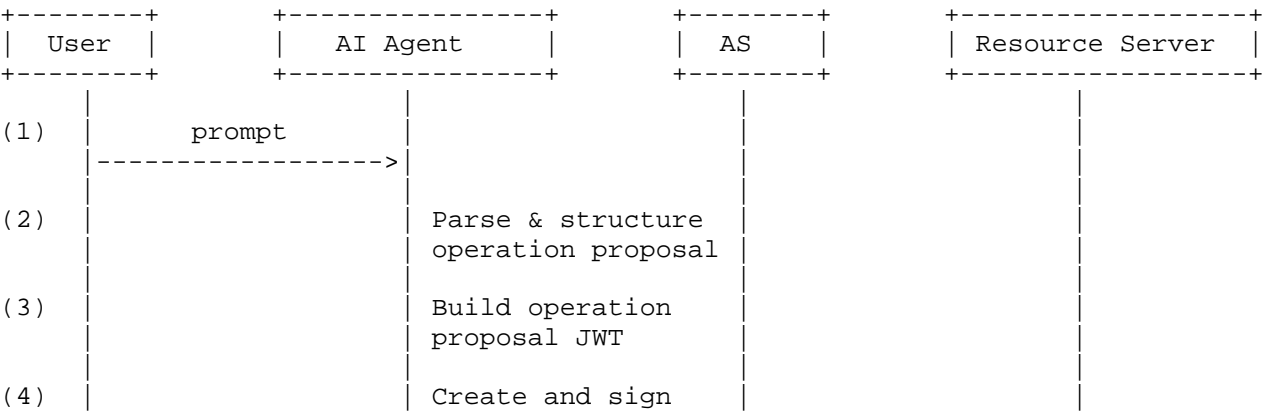 User AI Agent AS Resource Server
(1) prompt
(2) Parse & structure
operation proposal
(3) Build operation
proposal JWT
(4) Create and sign